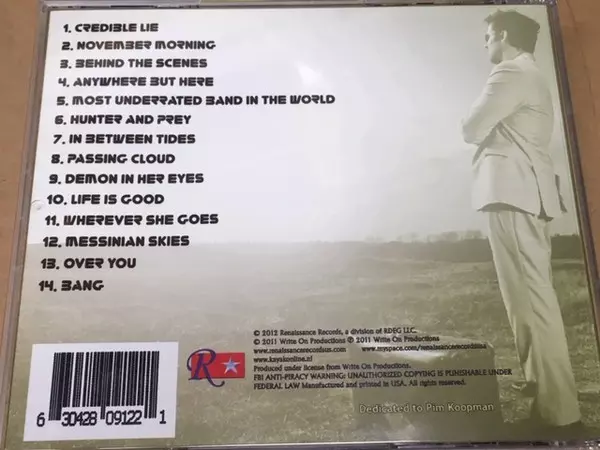 1. CREDIBLE LIE
2. NOVEMBER MORNING
3. BEHIND THE SCENES
4. ANYWHERE BUT HERE
5. MOST UNDERRATED BAND IN THE WORLD
6. HUNTER AND PREY
7. IN BETWEEN TIDES
8. PASSING CLOUD
9. DEMON IN HER EYES
10. LIFE IS GOOD
11. WHEREVER SHE GOES
12. MESSINIAN SKIES
13. OVER YOU
14. BANG
© 2012 Renaissance Records, a division of RDEG LLC.
© 2011 Write On Productions ℗ 2011 Write On Productions
www.renaissancerecordsus.com www.myspace.com/renaissancerecordsusa
www.kayakonline.nl
Produced under license from Write On Productions.
FBI ANTI-PIRACY WARNING: UNAUTHORIZED COPYING IS PUNISHABLE UNDER
FEDERAL LAW Manufactured and printed in USA. All rights reserved.
R
6 30428 09122 1
Dedicated to Pim Koopman